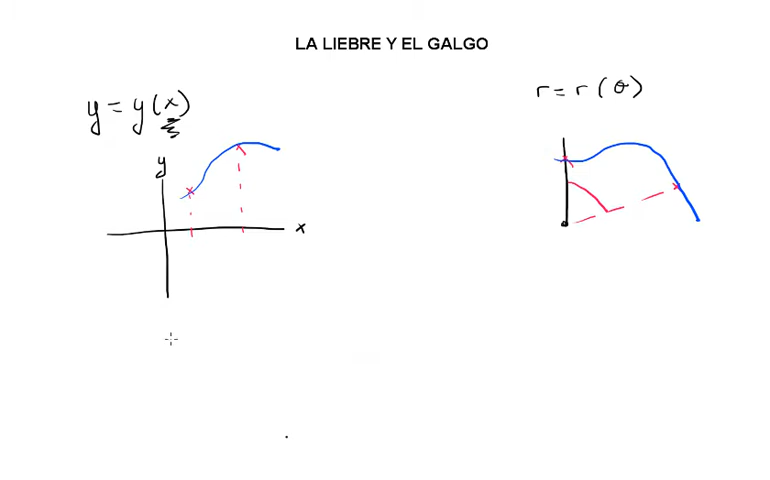 LA LIEBRE Y EL GALGO
y = y(x)
r = r(θ)
y
x